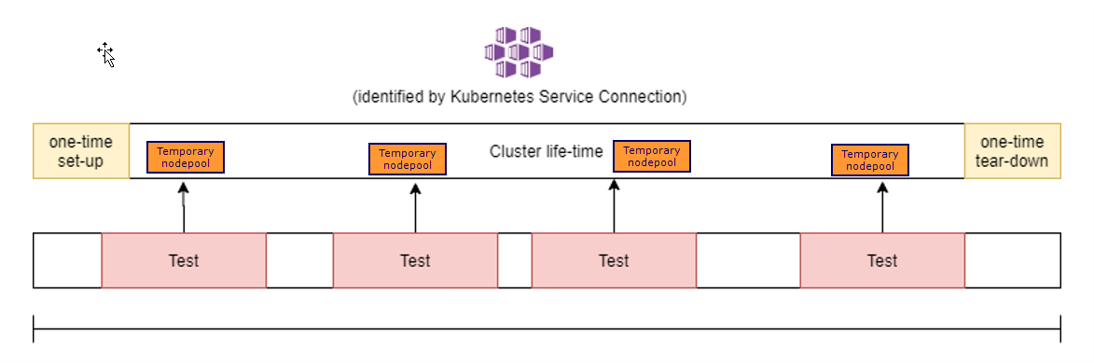 (identified by Kubernetes Service Connection)
one-time
set-up
Temporary
nodepool
Temporary
nodepool
Cluster life-time
Temporary
nodepool
Temporary
nodepool
one-time
tear-down
Test
Test
Test
Test